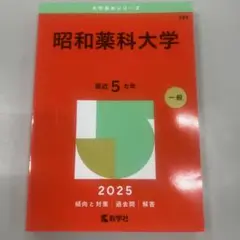 大学赤本シリーズ
昭和薬科大学
最近5カ年
一般
2025
傾向と対策 | 過去問 | 解答
教学社